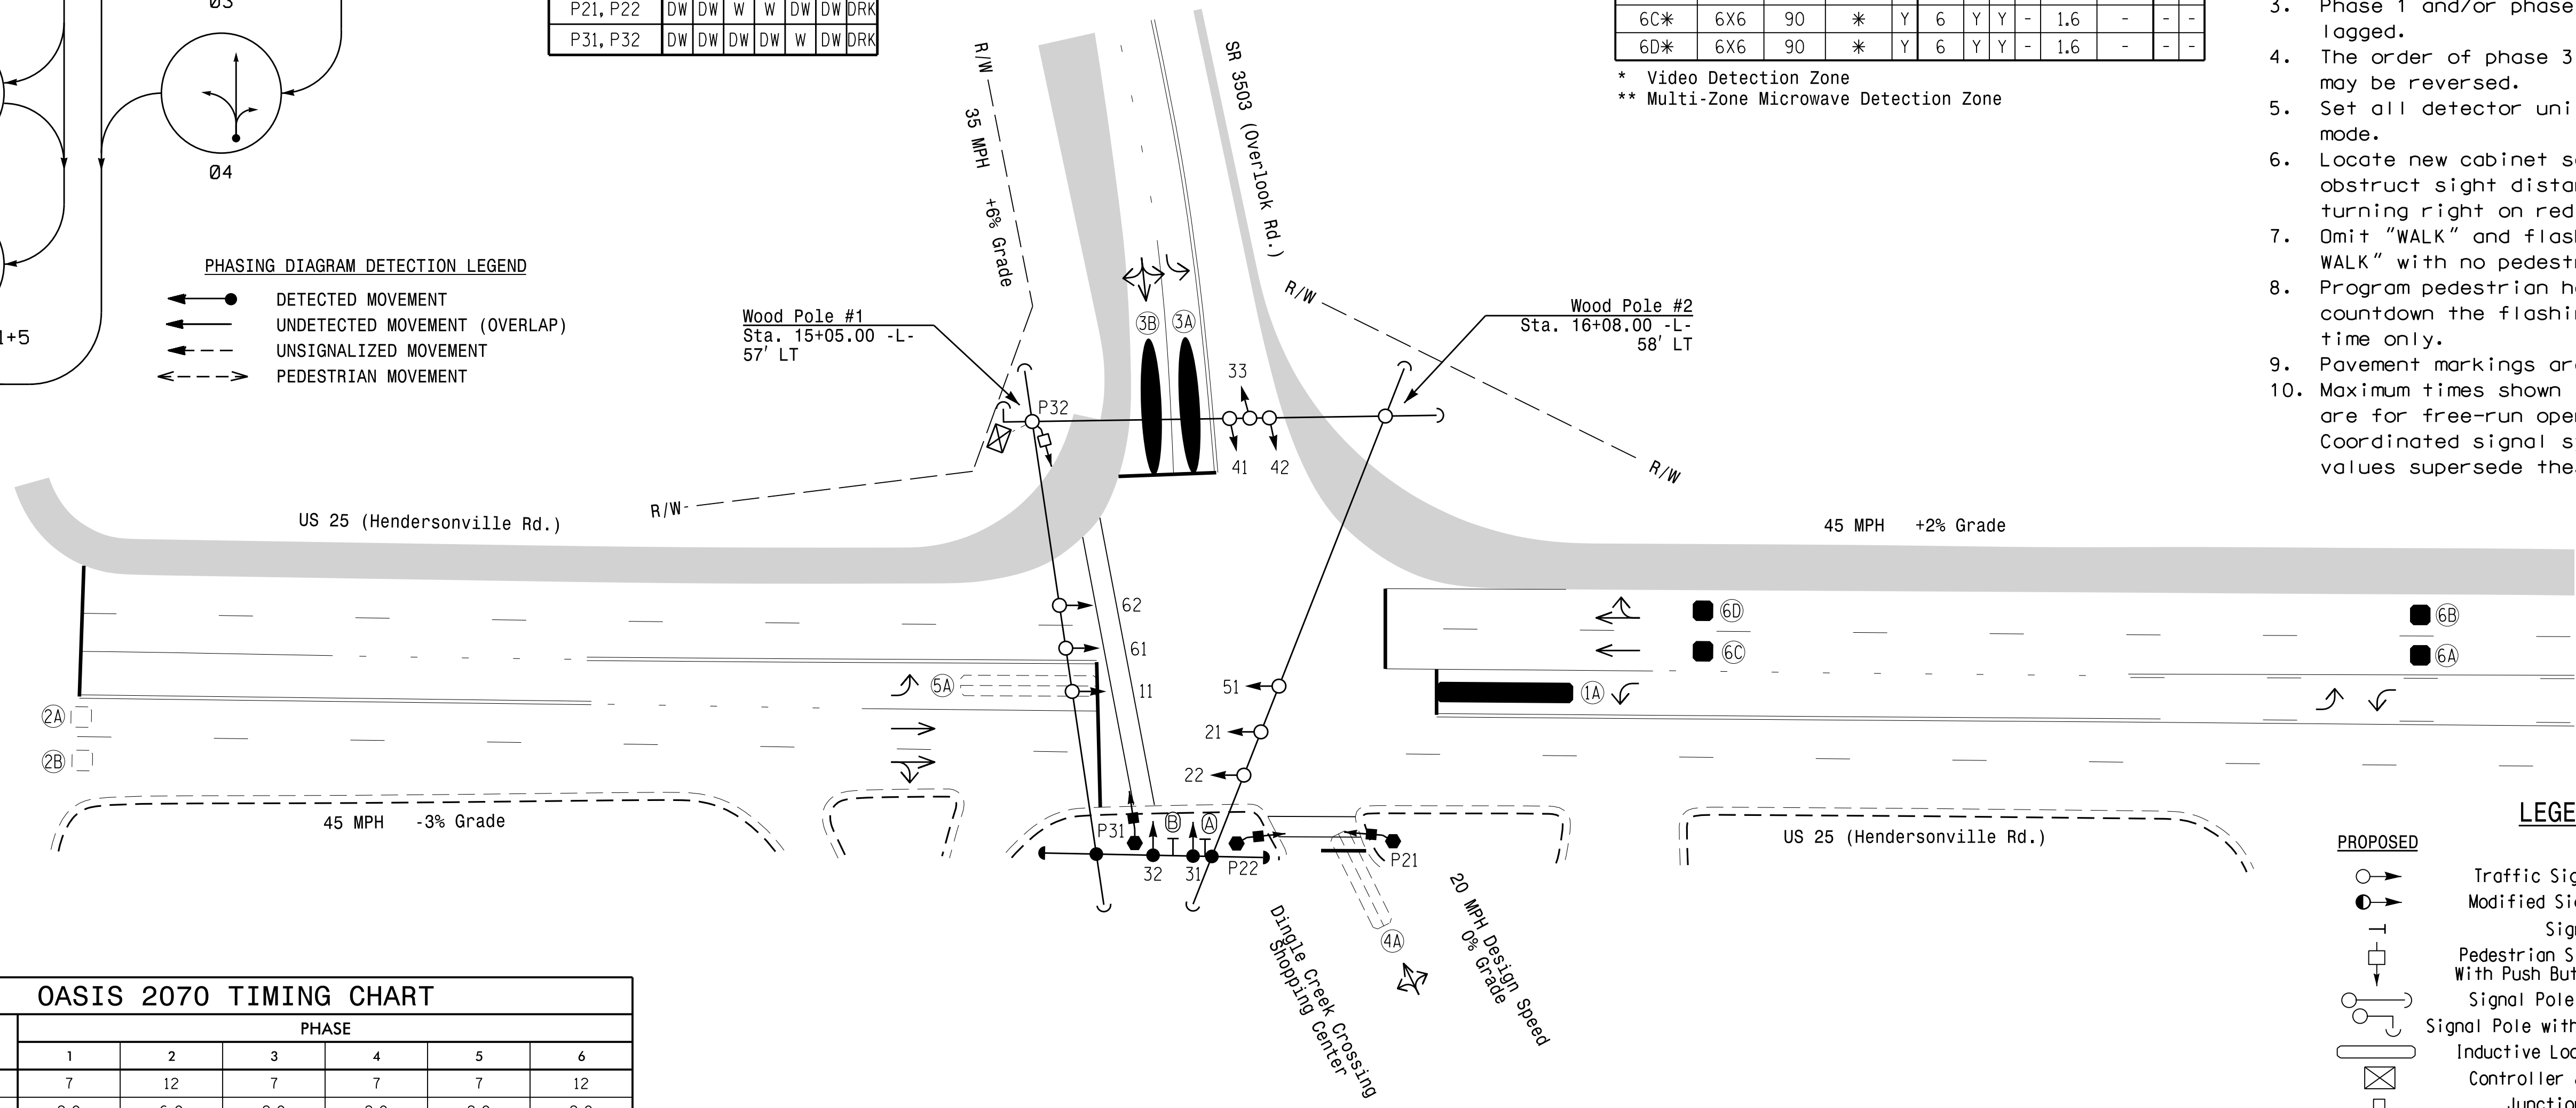 Ø3
Ø4
1+5
P21, P22 DW DW W W DW DW DRK
P31, P32 DW DW DW DW W DW DRK
6C* 6X6 90 * Y 6 Y Y - 1.6 - - -
6D* 6X6 90 * Y 6 Y Y - 1.6 - - -
* Video Detection Zone
** Multi-Zone Microwave Detection Zone
3. Phase 1 and/or phase
lagged.
4. The order of phase 3
may be reversed.
5. Set all detector uni
mode.
6. Locate new cabinet s
obstruct sight dista
turning right on red
7. Omit "WALK" and flas
WALK" with no pedest
8. Program pedestrian h
countdown the flashi
time only.
9. Pavement markings ar
10. Maximum times shown
are for free-run ope
Coordinated signal s
values supersede the
PHASING DIAGRAM DETECTION LEGEND
DETECTED MOVEMENT
UNDETECTED MOVEMENT (OVERLAP)
UNSIGNALIZED MOVEMENT
PEDESTRIAN MOVEMENT
R/W
35 MPH +6% Grade
SR 3503 (Overlook Rd.)
Wood Pole #1
Sta. 15+05.00 -L-
57' LT
Wood Pole #2
Sta. 16+08.00 -L-
58' LT
R/W
R/W
R/W
3B
3A
P32
33
41
42
US 25 (Hendersonville Rd.)
45 MPH +2% Grade
62
61
11
5A
51
21
22
6D
6C
6B
6A
1A
2A
2B
45 MPH -3% Grade
P31
B
A
32
31
P22
P21
4A
US 25 (Hendersonville Rd.)
Dingle Creek Crossing
Shopping Center
20 MPH Design Speed
0% Grade
OASIS 2070 TIMING CHART
PHASE
1 2 3 4 5 6
7 12 7 7 7 12
LEGE
PROPOSED
Traffic Sig
Modified Si
Sig
Pedestrian S
With Push But
Signal Pole
Signal Pole with
Inductive Loo
Controller
Junctio